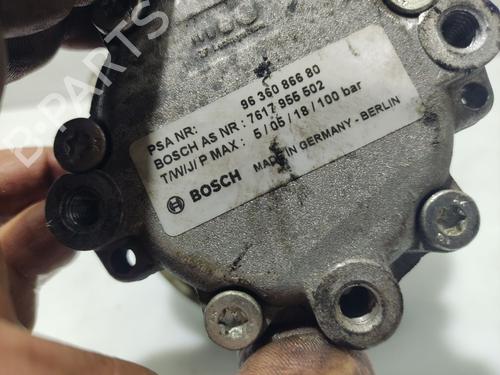 PSA NR: 96 360 866 80
BOSCH AS NR: 7617 955 502
T/W/J/ P MAX: 5 / 05 / 18 / 100 bar
BOSCH MADE IN GERMANY - BERLIN
B-PARTS